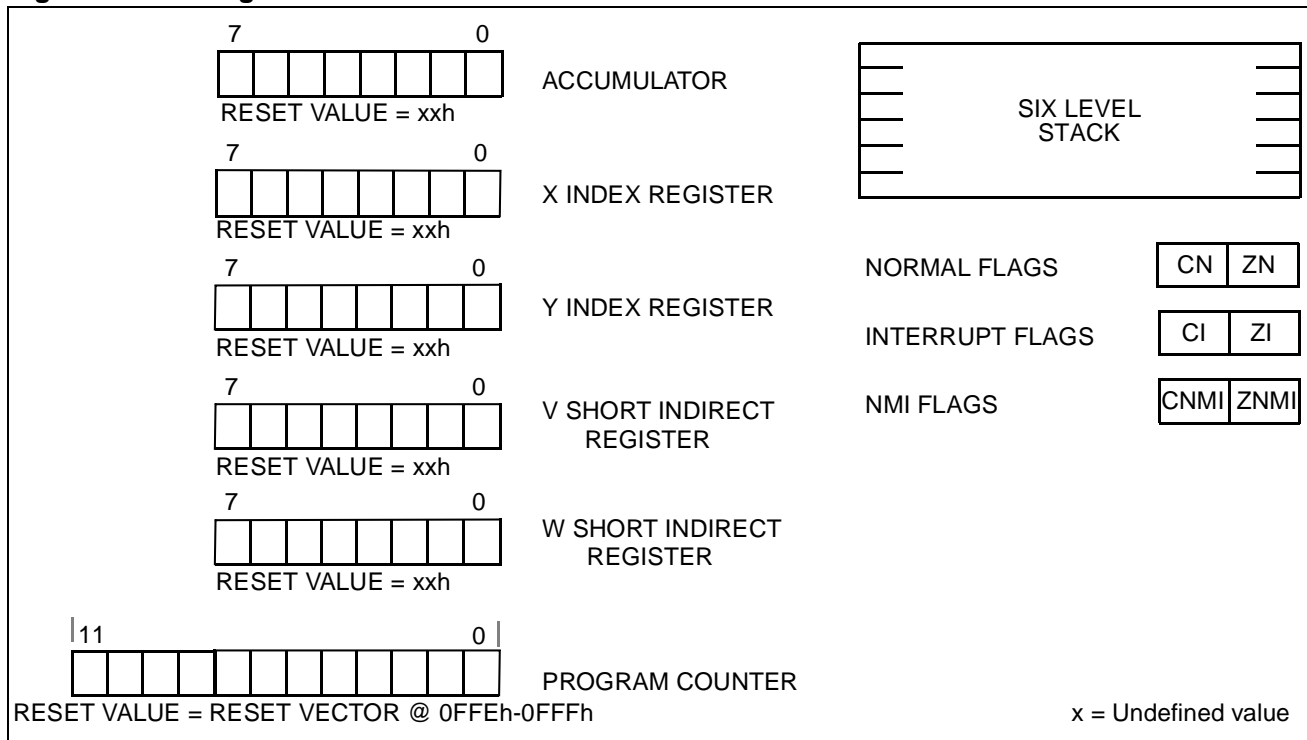 7 0
ACCUMULATOR
RESET VALUE = xxh
7 0
X INDEX REGISTER
RESET VALUE = xxh
7 0
Y INDEX REGISTER
RESET VALUE = xxh
7 0
V SHORT INDIRECT
REGISTER
RESET VALUE = xxh
7 0
W SHORT INDIRECT
REGISTER
RESET VALUE = xxh
11 0
PROGRAM COUNTER
RESET VALUE = RESET VECTOR @ 0FFEh-0FFFh
SIX LEVEL
STACK
NORMAL FLAGS CN ZN
INTERRUPT FLAGS CI ZI
NMI FLAGS CNMI ZNMI
x = Undefined value